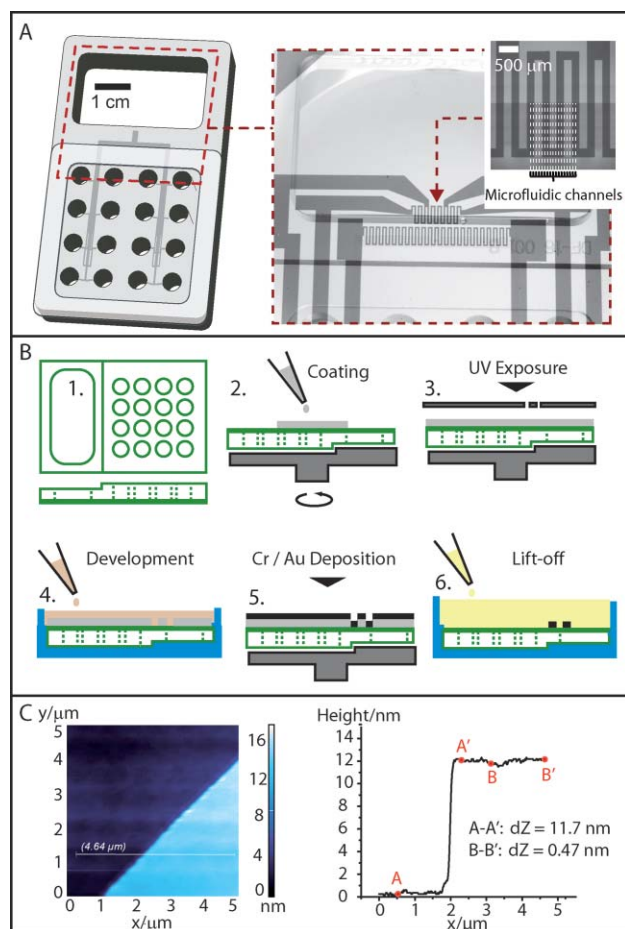 A
1 cm
500 μm
Microfluidic channels
B
1.
2.
Coating
3.
UV Exposure
4.
Development
5.
Cr / Au Deposition
6.
Lift-off
C
y/μm
5
4
3
2
1
0
0 1 2 3 4 5
x/μm
(4.64 μm)
16
12
8
4
0
nm
Height/nm
14
12
10
8
6
4
2
0
0 1 2 3 4 5
x/μm
A
A'
B
B'
A-A': dZ = 11.7 nm
B-B': dZ = 0.47 nm